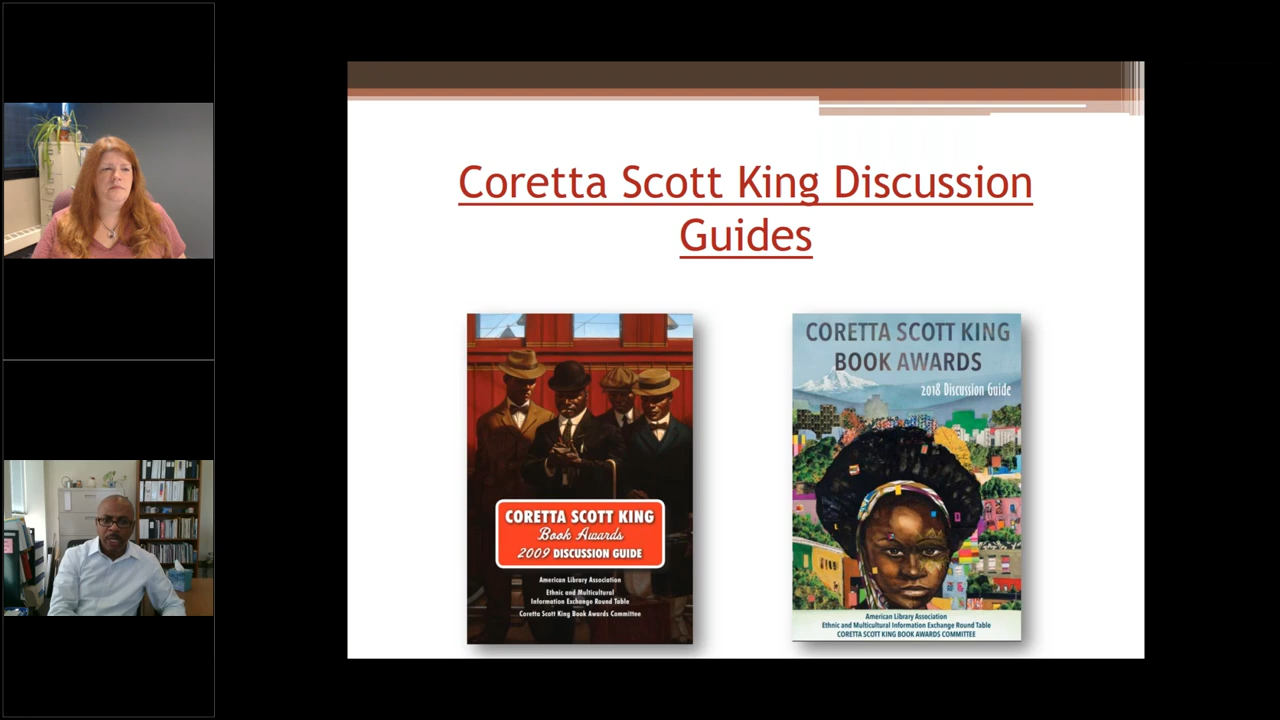 Coretta Scott King Discussion
Guides
CORETTA SCOTT KING
Book Awards
2009 DISCUSSION GUIDE
American Library Association
Ethnic and Multicultural
Information Exchange Round Table
Coretta Scott King Book Awards Committee
CORETTA SCOTT KING
BOOK AWARDS
2018 Discussion Guide
American Library Association
Ethnic and Multicultural Information Exchange Round Table
CORETTA SCOTT KING BOOK AWARDS COMMITTEE